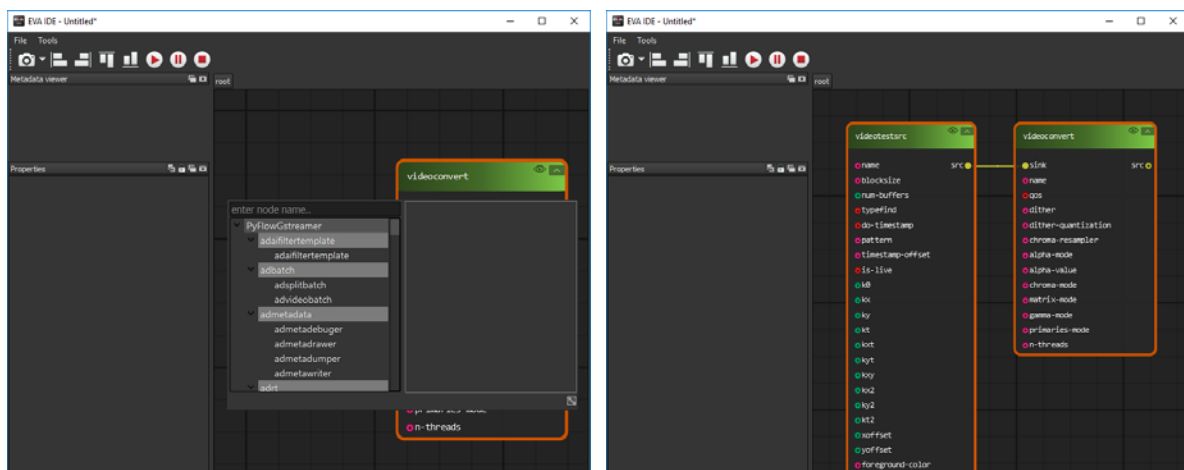 EVA IDE - Untitled*
File Tools
Metadata viewer
root
Properties
videoconvert
enter node name...
PyFlowGstreamer
adaifiltertemplate
adaifiltertemplate
adbatch
adsplitbatch
advideobatch
admetadata
admetadebuger
admetadrawer
admetadumper
admetawriter
adrt
primaries-mode
n-threads
EVA IDE - Untitled*
File Tools
Metadata viewer
root
Properties
videotestsrc
name src
blocksize
num-buffers
typefind
do-timestamp
pattern
timestamp-offset
is-live
k0
kx
ky
kt
kxt
kyt
kxy
kx2
ky2
kt2
xoffset
yoffset
foreground-color
videoconvert
sink src
name
qos
dither
dither-quantization
chroma-resampler
alpha-mode
alpha-value
chroma-mode
matrix-mode
gamma-mode
primaries-mode
n-threads